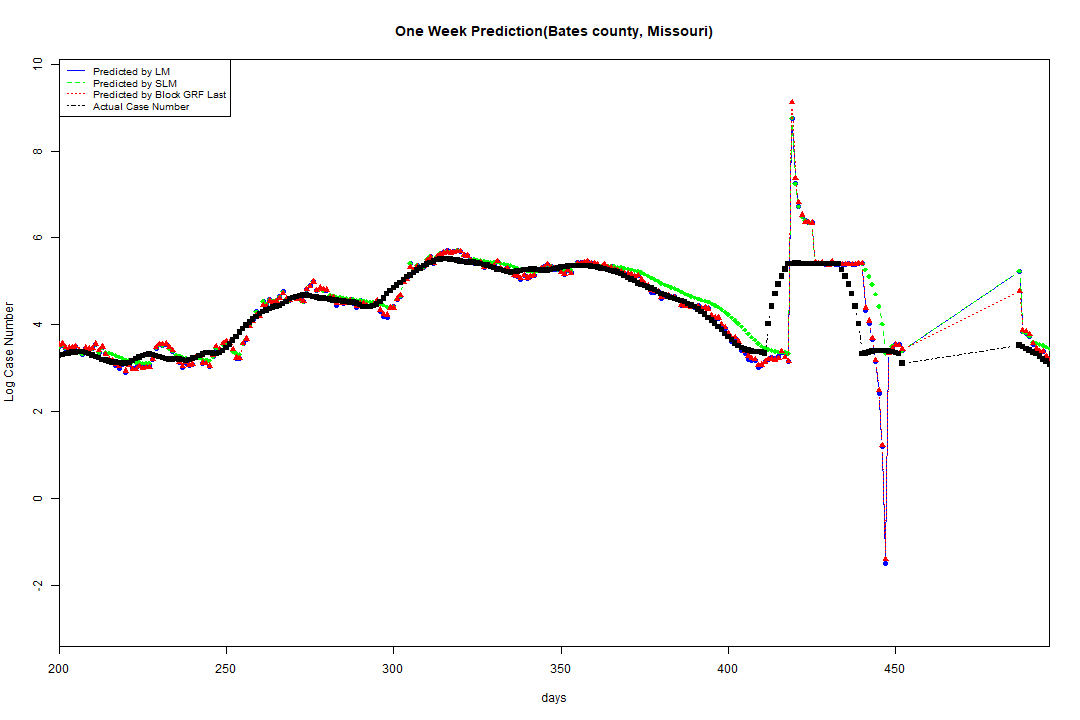 One Week Prediction(Bates county, Missouri)
Predicted by LM
Predicted by SLM
Predicted by Block GRF Last
Actual Case Number
10
8
6
4
2
0
-2
Log Case Number
200 250 300 350 400 450
days